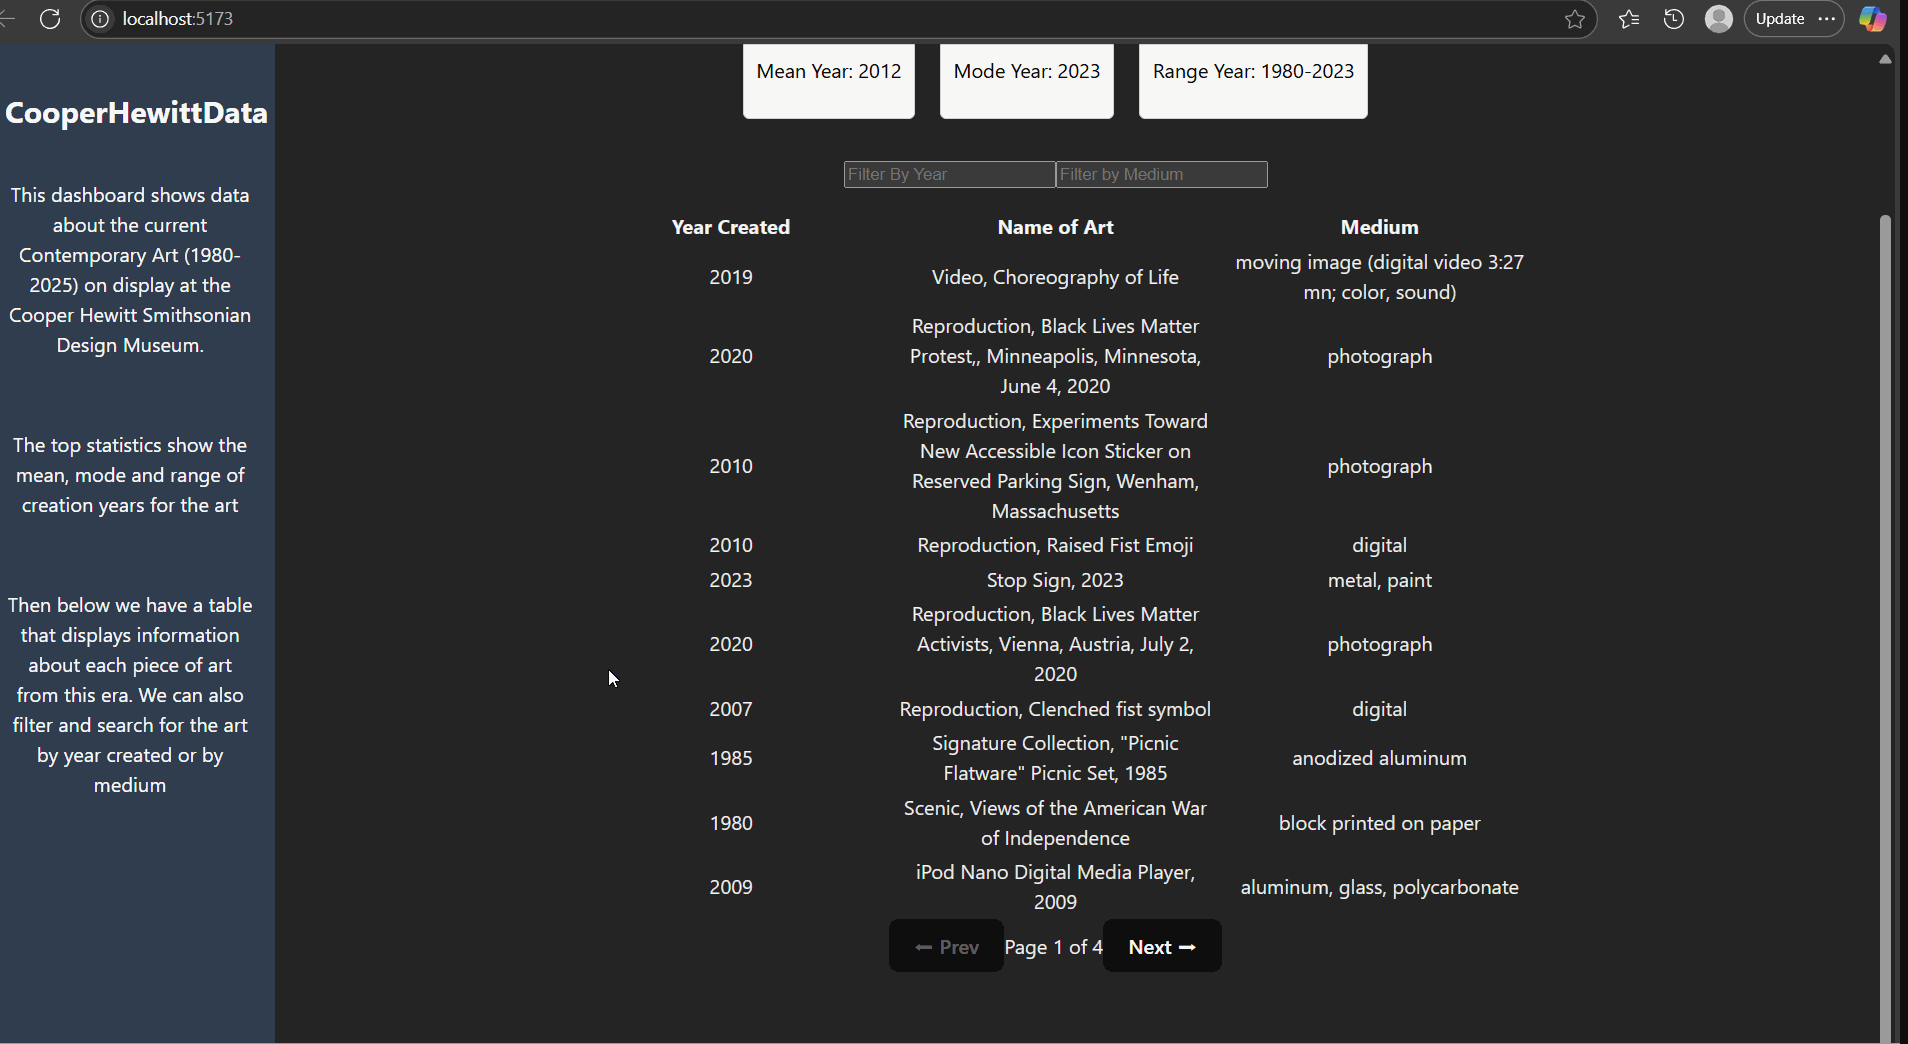 localhost:5173
Update
CooperHewittData
This dashboard shows data
about the current
Contemporary Art (1980-
2025) on display at the
Cooper Hewitt Smithsonian
Design Museum.
The top statistics show the
mean, mode and range of
creation years for the art
Then below we have a table
that displays information
about each piece of art
from this era. We can also
filter and search for the art
by year created or by
medium
Mean Year: 2012 Mode Year: 2023 Range Year: 1980-2023
Filter By Year Filter by Medium
Year Created Name of Art Medium
2019 Video, Choreography of Life moving image (digital video 3:27
mn; color, sound)
Reproduction, Black Lives Matter
2020 Protest,, Minneapolis, Minnesota, photograph
June 4, 2020
Reproduction, Experiments Toward
New Accessible Icon Sticker on
2010 Reserved Parking Sign, Wenham, photograph
Massachusetts
2010 Reproduction, Raised Fist Emoji digital
2023 Stop Sign, 2023 metal, paint
Reproduction, Black Lives Matter
2020 Activists, Vienna, Austria, July 2, photograph
2020
2007 Reproduction, Clenched fist symbol digital
1985 Signature Collection, "Picnic anodized aluminum
Flatware" Picnic Set, 1985
1980 Scenic, Views of the American War block printed on paper
of Independence
2009 iPod Nano Digital Media Player, aluminum, glass, polycarbonate
2009
← Prev Page 1 of 4 Next →